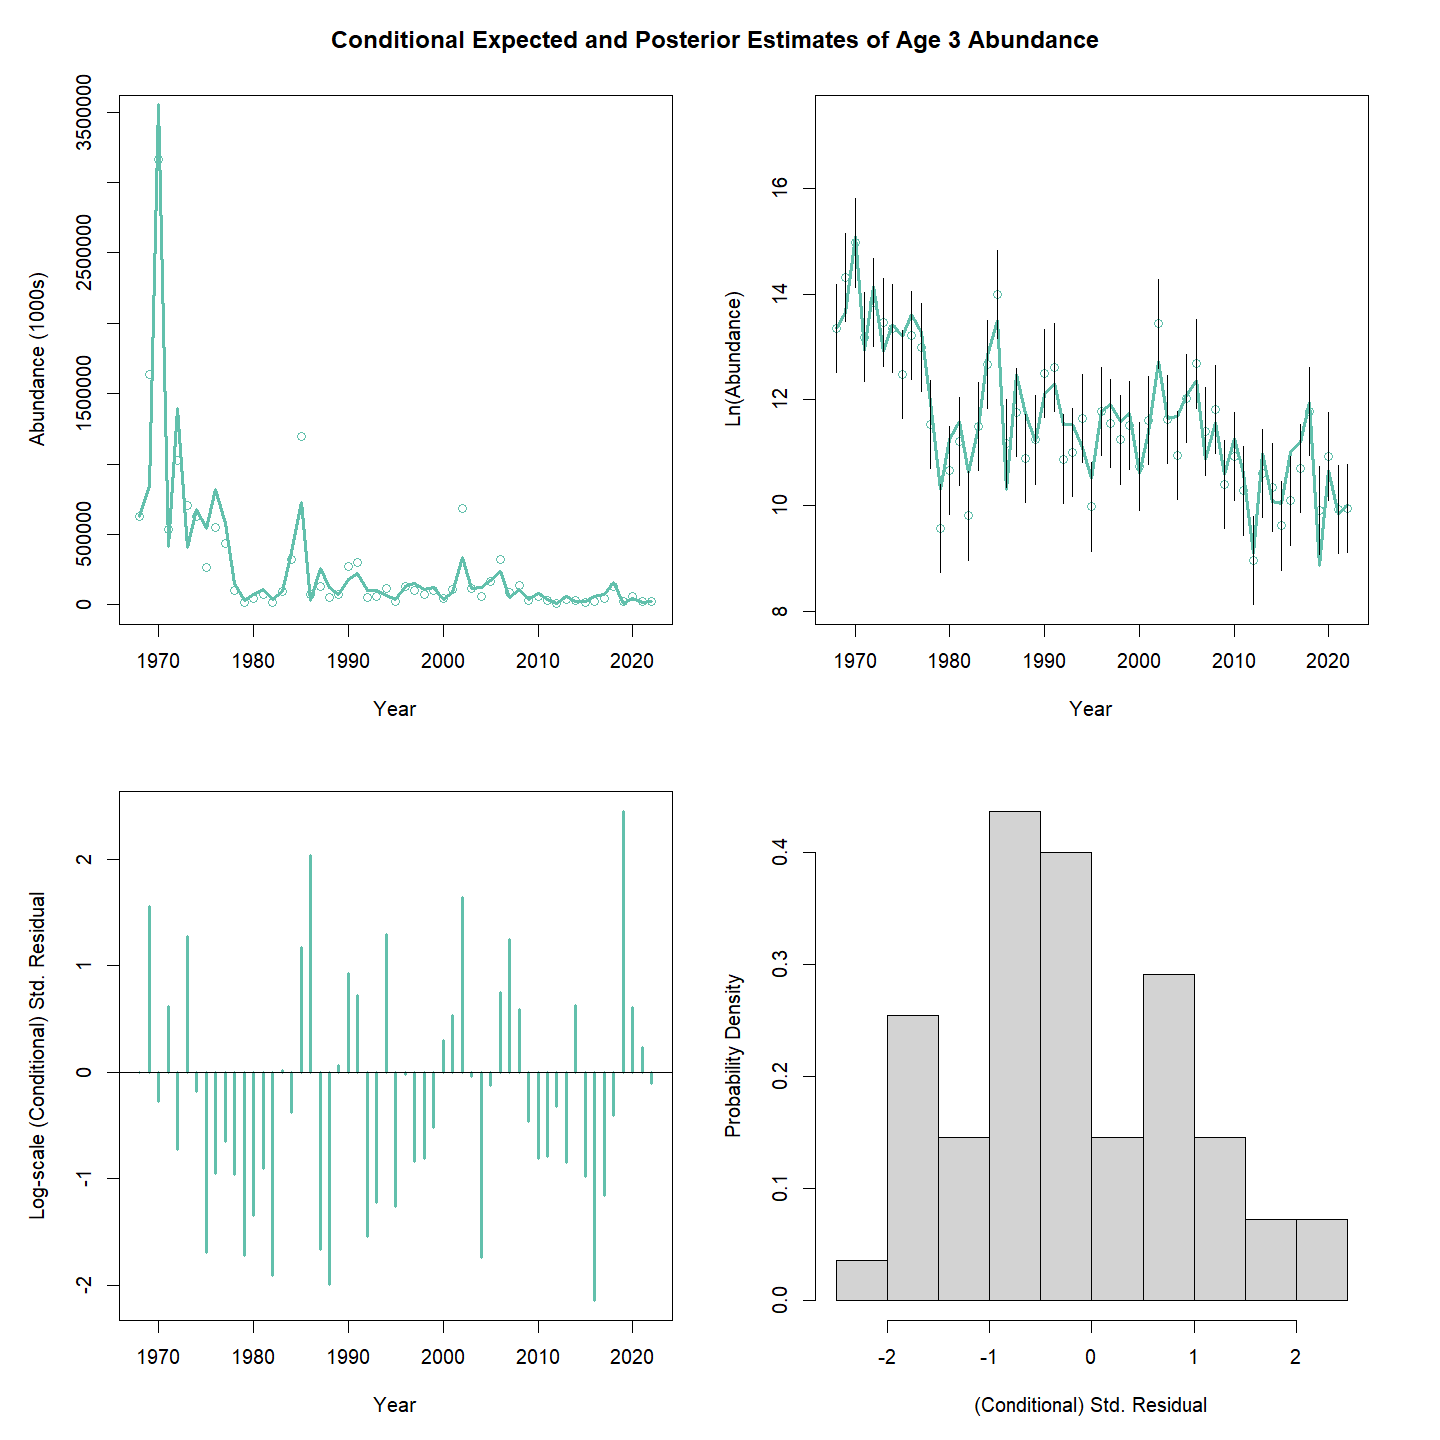 Conditional Expected and Posterior Estimates of Age 3 Abundance
Abundance (1000s)
0
500000
1500000
2500000
3500000
1970 1980 1990 2000 2010 2020
Year
Ln(Abundance)
8 10 12 14 16
1970 1980 1990 2000 2010 2020
Year
Log-scale (Conditional) Std. Residual
-2 -1 0 1 2
1970 1980 1990 2000 2010 2020
Year
Probability Density
0.0 0.1 0.2 0.3 0.4
-2 -1 0 1 2
(Conditional) Std. Residual